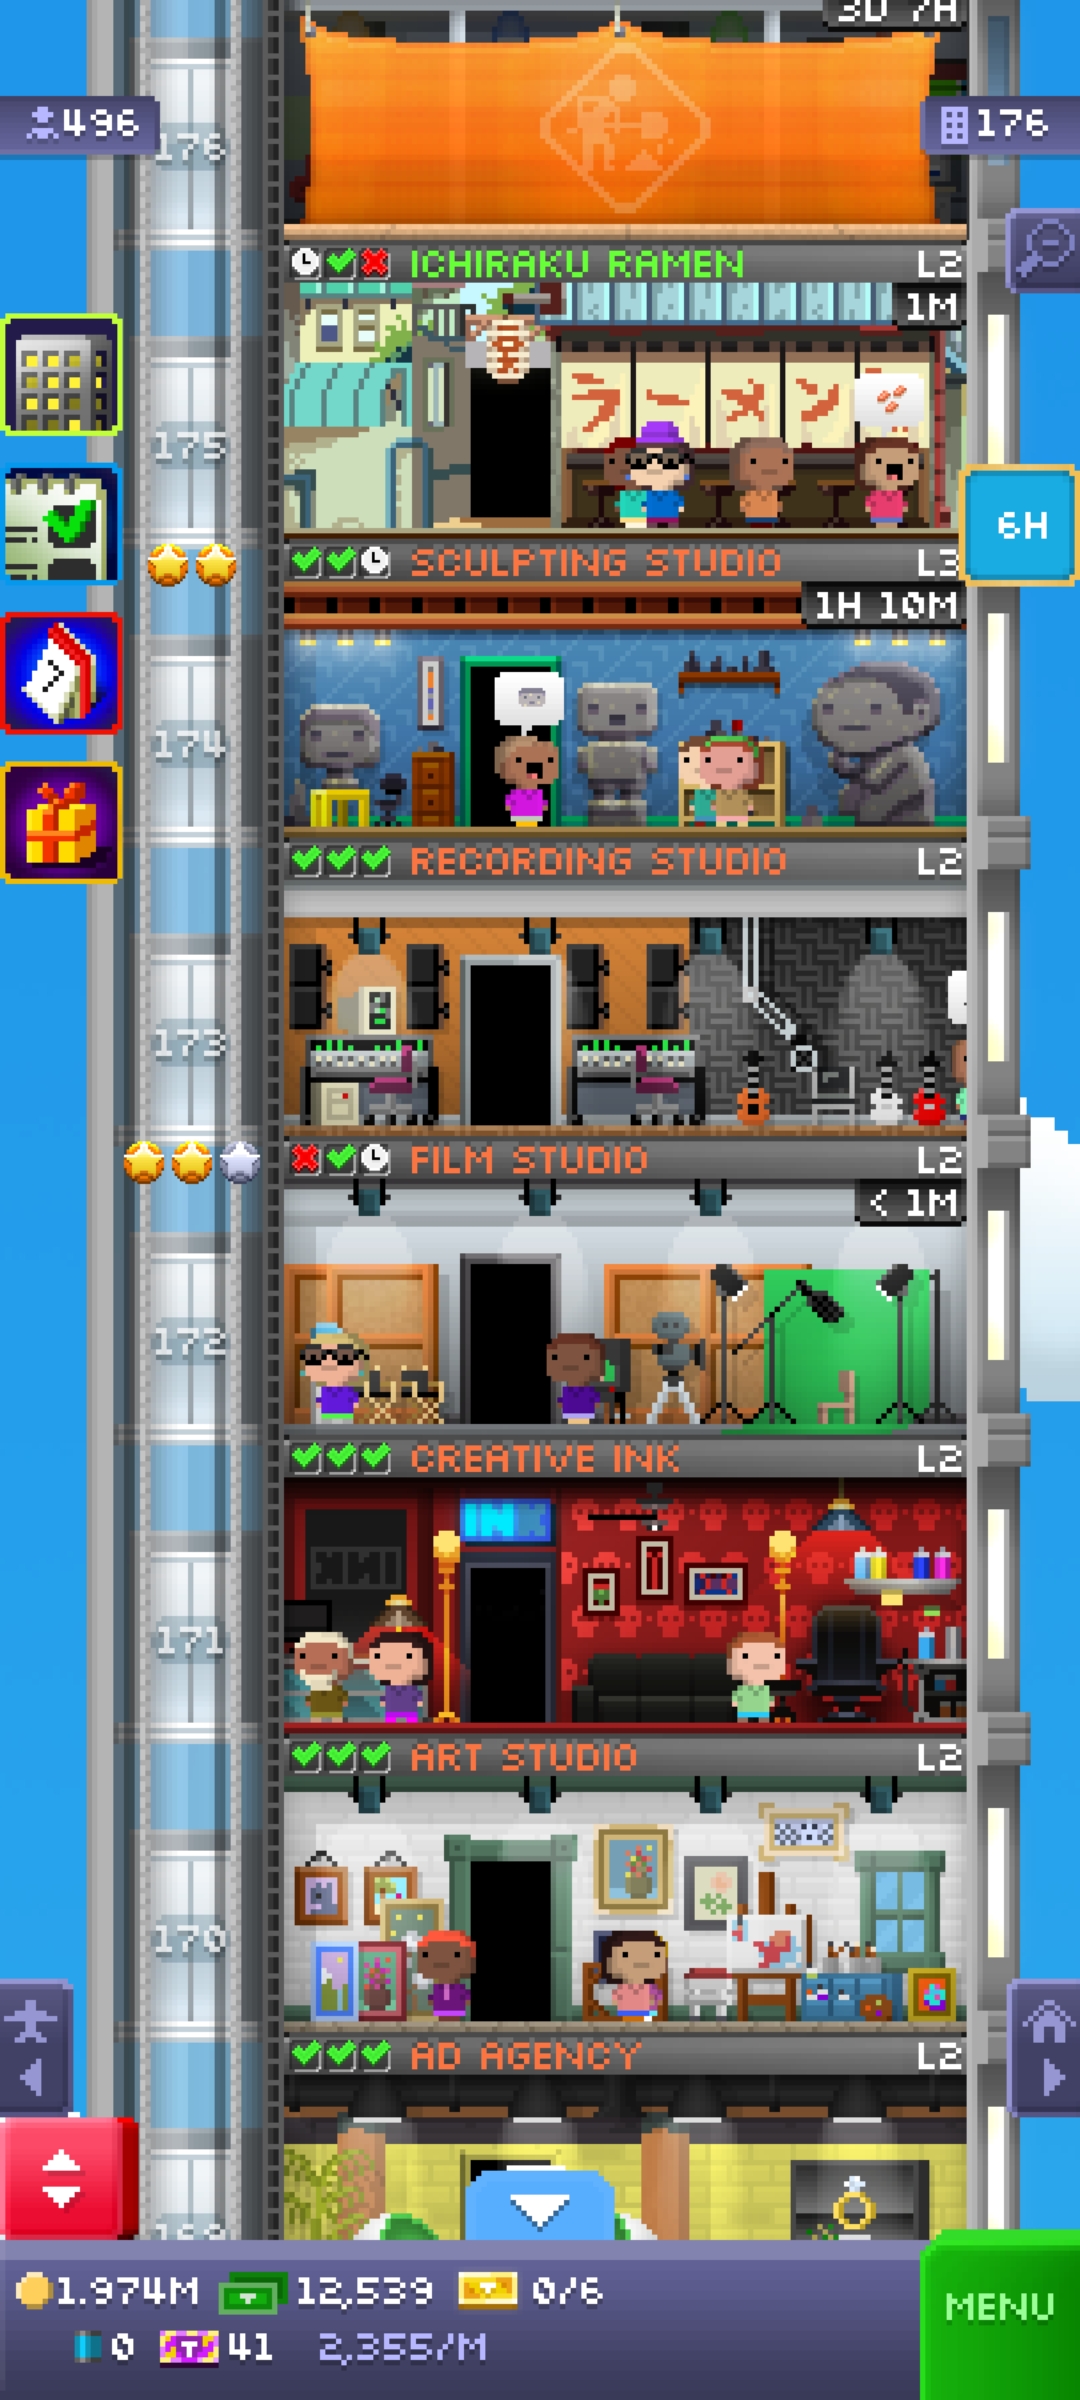 3D 7H
496
176
176
ICHIRAKU RAMEN
L2
1M
ラーメン
175
6H
SCULPTING STUDIO
L3
1H 10M
7
174
RECORDING STUDIO
L2
173
FILM STUDIO
L2
< 1M
172
CREATIVE INK
L2
INK
171
ART STUDIO
L2
170
AD AGENCY
L2
169
1.974M
12,539
0/6
MENU
0
T
41
2,355/M